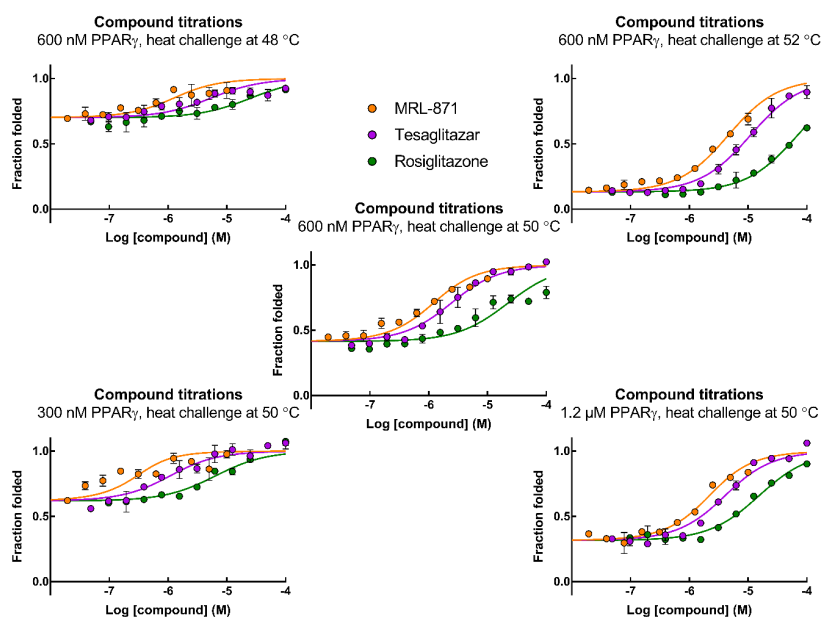 Compound titrations
600 nM PPARγ, heat challenge at 48 °C
1.0
0.5
0.0
Fraction folded
-7
-6
-5
-4
Log [compound] (M)
MRL-871
Tesaglitazar
Rosiglitazone
Compound titrations
600 nM PPARγ, heat challenge at 52 °C
1.0
0.5
0.0
Fraction folded
-7
-6
-5
-4
Log [compound] (M)
Compound titrations
600 nM PPARγ, heat challenge at 50 °C
1.0
0.5
0.0
Fraction folded
-7
-6
-5
-4
Log [compound] (M)
Compound titrations
300 nM PPARγ, heat challenge at 50 °C
1.0
0.5
0.0
Fraction folded
-7
-6
-5
-4
Log [compound] (M)
Compound titrations
1.2 µM PPARγ, heat challenge at 50 °C
1.0
0.5
0.0
Fraction folded
-7
-6
-5
-4
Log [compound] (M)